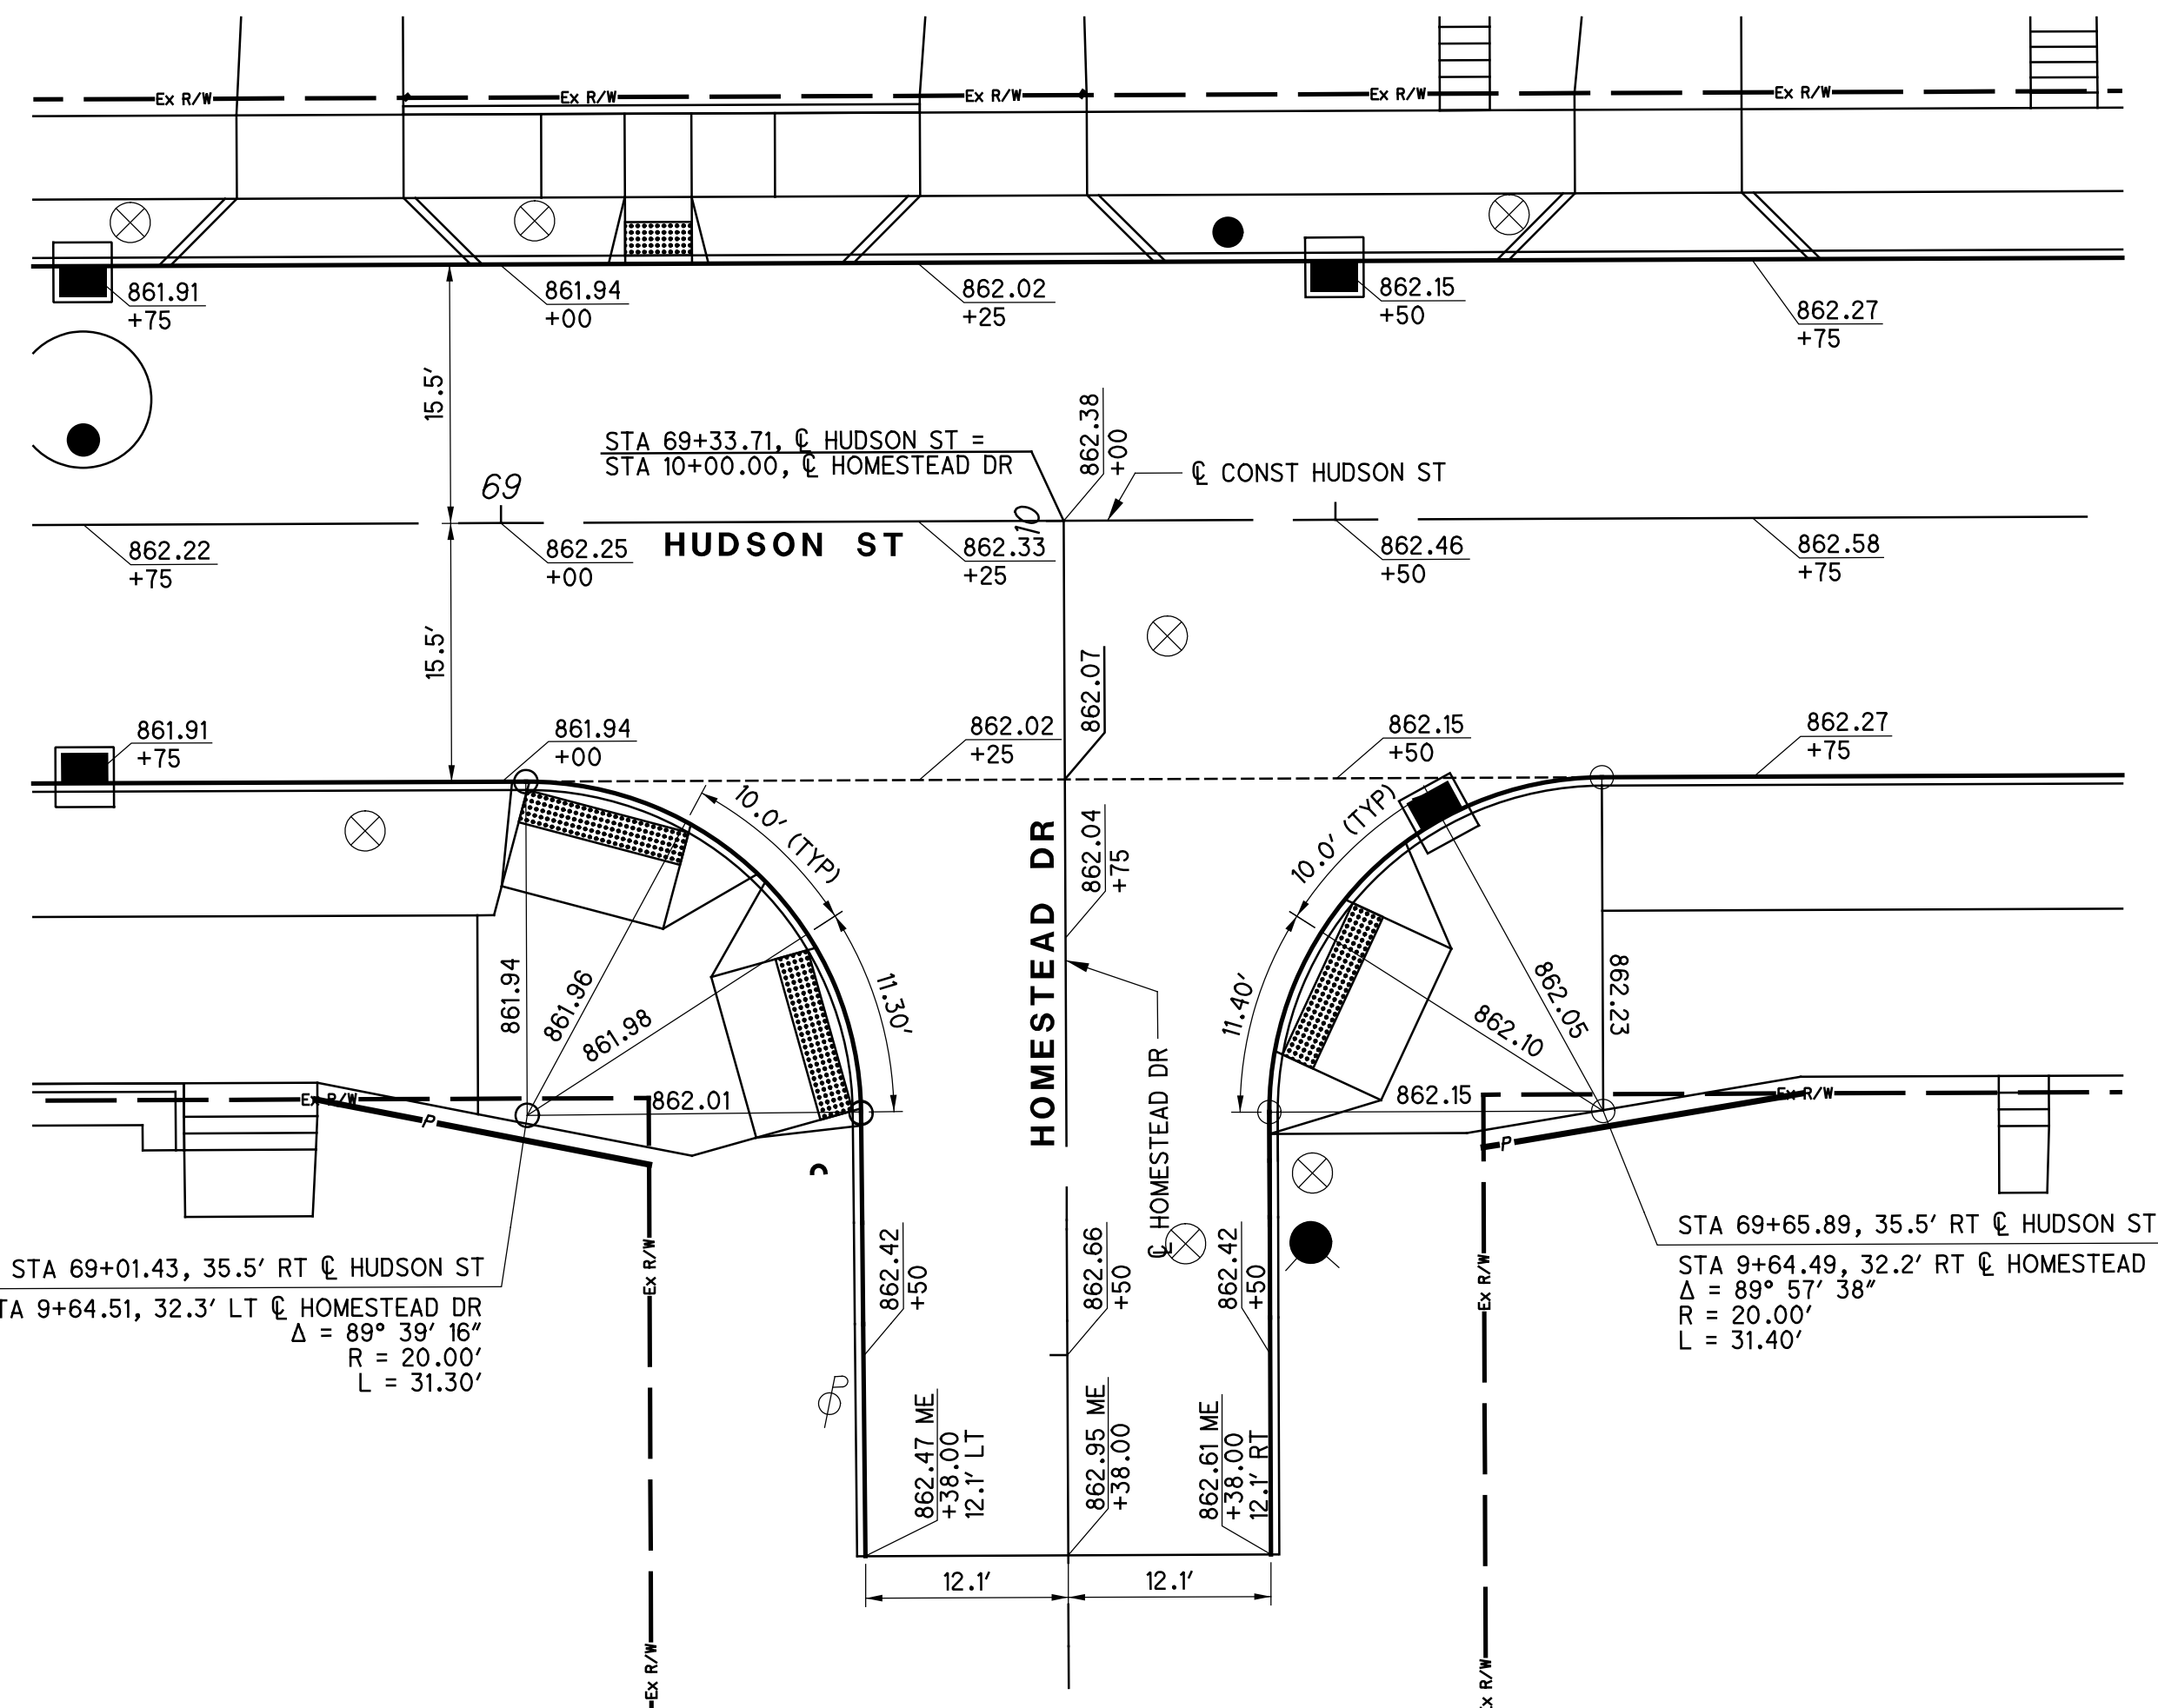 Ex R/W
Ex R/W
Ex R/W
Ex R/W
Ex R/W
861.91
+75
861.94
+00
862.02
+25
862.15
+50
862.27
+75
15.5′
STA 69+33.71, ℄ HUDSON ST =
STA 10+00.00, ℄ HOMESTEAD DR
862.38
+00
℄ CONST HUDSON ST
69
10
HUDSON ST
862.22
+75
862.25
+00
862.33
+25
862.46
+50
862.58
+75
15.5′
862.07
861.91
+75
861.94
+00
862.02
+25
862.15
+50
862.27
+75
10.0′ (TYP)
10.0′ (TYP)
862.04
+75
HOMESTEAD DR
861.94
861.96
861.98
862.01
11.30′
11.40′
862.05
862.23
862.10
862.15
℄ HOMESTEAD DR
Ex R/W
P
Ex R/W
P
STA 69+01.43, 35.5′ RT ℄ HUDSON ST
TA 9+64.51, 32.3′ LT ℄ HOMESTEAD DR
Δ = 89° 39′ 16″
R = 20.00′
L = 31.30′
Ex R/W
862.42
+50
862.66
+50
862.42
+50
Ex R/W
STA 69+65.89, 35.5′ RT ℄ HUDSON ST
STA 9+64.49, 32.2′ RT ℄ HOMESTEAD
Δ = 89° 57′ 38″
R = 20.00′
L = 31.40′
862.47 ME
+38.00
12.1′ LT
862.95 ME
+38.00
862.61 ME
+38.00
12.1′ RT
12.1′
12.1′
Ex R/W
Ex R/W